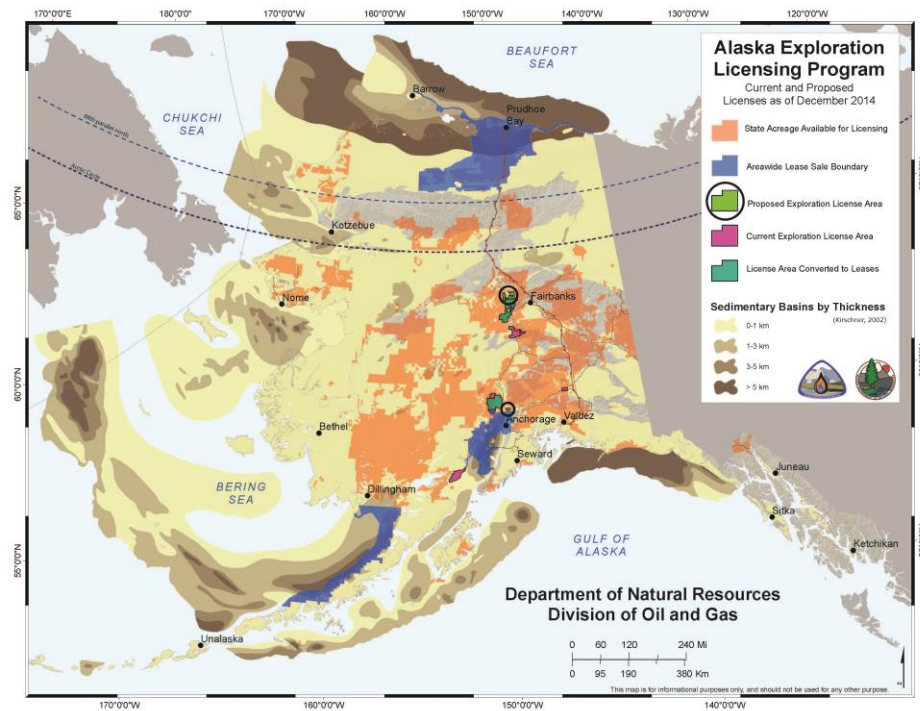 170°0'0"E
180°0'0"
170°0'0"W
160°0'0"W
150°0'0"W
140°0'0"W
130°0'0"W
120°0'0"W
BEAUFORT
SEA
CHUKCHI
SEA
Barrow
Prudhoe
Bay
Arctic Circle
65°0'0"N
60°0'0"N
55°0'0"N
Kotzebue
Nome
Fairbanks
Bethel
Anchorage
Valdez
Seward
Dillingham
BERING
SEA
GULF OF
ALASKA
Juneau
Sitka
Ketchikan
Unalaska
Alaska Exploration
Licensing Program
Current and Proposed
Licenses as of December 2014
State Acreage Available for Licensing
Areawide Lease Sale Boundary
Proposed Exploration License Area
Current Exploration License Area
License Area Converted to Leases
Sedimentary Basins by Thickness
(Kirschner, 2002)
0-1 km
1-3 km
3-5 km
> 5 km
Department of Natural Resources
Division of Oil and Gas
0 60 120 240 Mi
0 95 190 380 Km
This map is for informational purposes only, and should not be used for any other purpose.
170°0'0"W
160°0'0"W
150°0'0"W
140°0'0"W